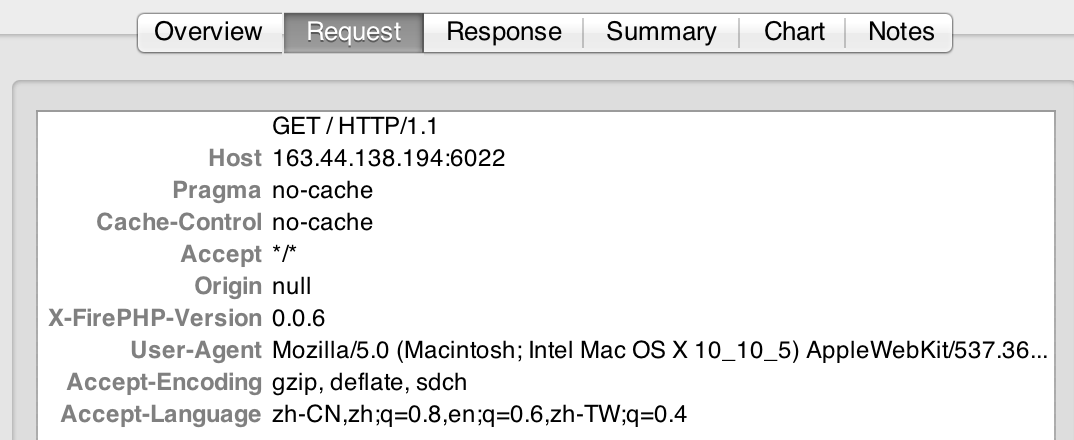 Overview Request Response Summary Chart Notes
GET / HTTP/1.1
Host 163.44.138.194:6022
Pragma no-cache
Cache-Control no-cache
Accept */*
Origin null
X-FirePHP-Version 0.0.6
User-Agent Mozilla/5.0 (Macintosh; Intel Mac OS X 10_10_5) AppleWebKit/537.36...
Accept-Encoding gzip, deflate, sdch
Accept-Language zh-CN,zh;q=0.8,en;q=0.6,zh-TW;q=0.4